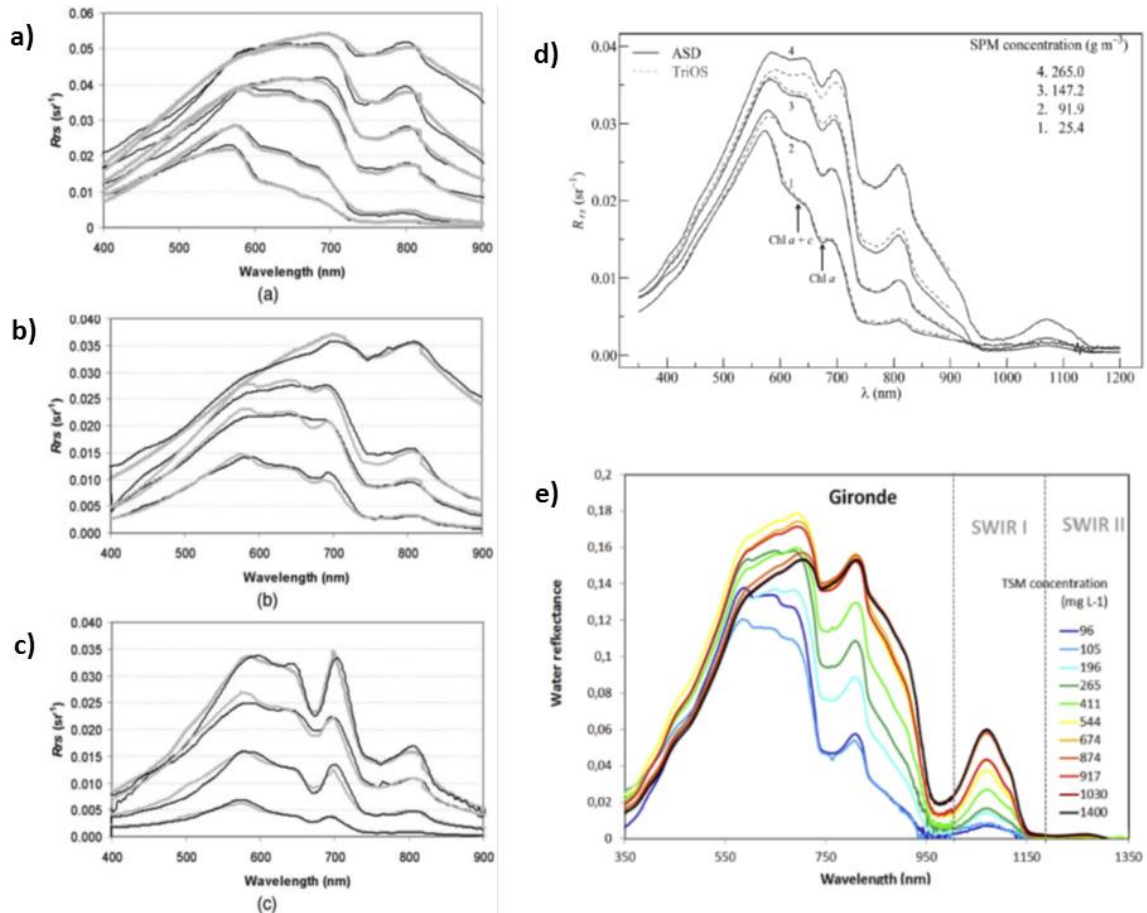 a)
Rrs (sr⁻¹)
0.06
0.05
0.04
0.03
0.02
0.01
0
400 500 600 700 800 900
Wavelength (nm)
(a)
b)
Rrs (sr⁻¹)
0.040
0.035
0.030
0.025
0.020
0.015
0.010
0.005
0.000
400 500 600 700 800 900
Wavelength (nm)
(b)
c)
Rrs (sr⁻¹)
0.040
0.035
0.030
0.025
0.020
0.015
0.010
0.005
0.000
400 500 600 700 800 900
Wavelength (nm)
(c)
d)
ASD
TriOS
SPM concentration (g m⁻³)
4. 265.0
3. 147.2
2. 91.9
1. 25.4
4
3
2
1
Chl a + c
Chl a
Rrs (sr⁻¹)
0.04
0.03
0.02
0.01
0.00
400 500 600 700 800 900 1000 1100 1200
λ (nm)
e)
Gironde
SWIR I
SWIR II
TSM concentration
(mg L-1)
96
105
196
265
411
544
674
874
917
1030
1400
Water refkectance
0,2
0,18
0,16
0,14
0,12
0,1
0,08
0,06
0,04
0,02
0
350 550 750 950 1150 1350
Wavelength (nm)